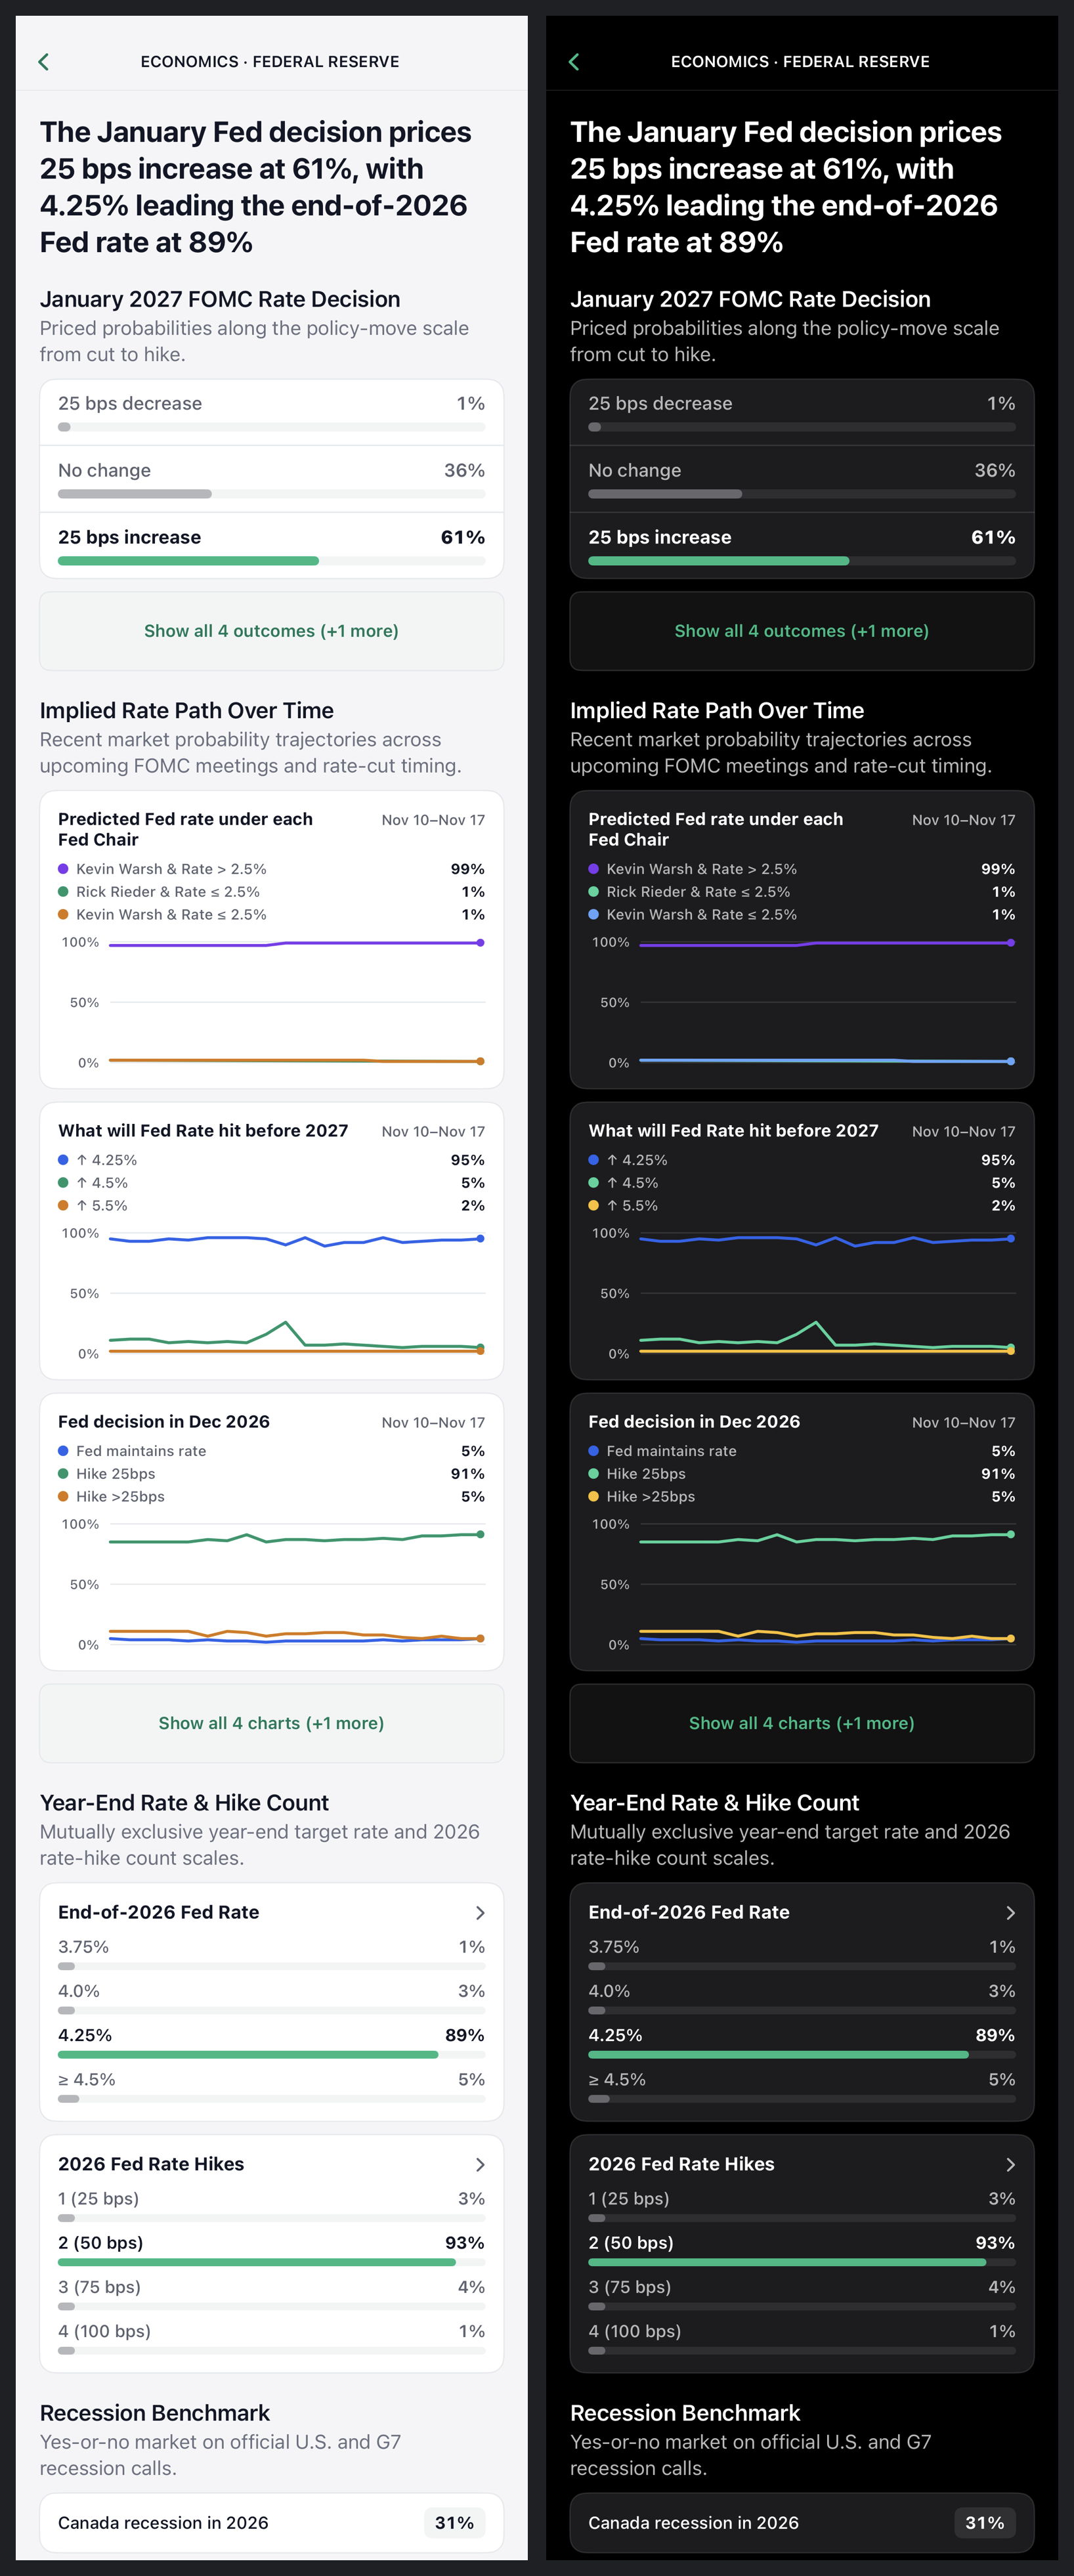 ECONOMICS · FEDERAL RESERVE
The January Fed decision prices
25 bps increase at 61%, with
4.25% leading the end-of-2026
Fed rate at 89%
January 2027 FOMC Rate Decision
Priced probabilities along the policy-move scale
from cut to hike.
25 bps decrease 1%
No change 36%
25 bps increase 61%
Show all 4 outcomes (+1 more)
Implied Rate Path Over Time
Recent market probability trajectories across
upcoming FOMC meetings and rate-cut timing.
Predicted Fed rate under each Nov 10–Nov 17
Fed Chair
Kevin Warsh & Rate > 2.5% 99%
Rick Rieder & Rate ≤ 2.5% 1%
Kevin Warsh & Rate ≤ 2.5% 1%
100%
50%
0%
What will Fed Rate hit before 2027 Nov 10–Nov 17
↑ 4.25% 95%
↑ 4.5% 5%
↑ 5.5% 2%
100%
50%
0%
Fed decision in Dec 2026 Nov 10–Nov 17
Fed maintains rate 5%
Hike 25bps 91%
Hike >25bps 5%
100%
50%
0%
Show all 4 charts (+1 more)
Year-End Rate & Hike Count
Mutually exclusive year-end target rate and 2026
rate-hike count scales.
End-of-2026 Fed Rate
3.75% 1%
4.0% 3%
4.25% 89%
≥ 4.5% 5%
2026 Fed Rate Hikes
1 (25 bps) 3%
2 (50 bps) 93%
3 (75 bps) 4%
4 (100 bps) 1%
Recession Benchmark
Yes-or-no market on official U.S. and G7
recession calls.
Canada recession in 2026 31%
ECONOMICS · FEDERAL RESERVE
The January Fed decision prices
25 bps increase at 61%, with
4.25% leading the end-of-2026
Fed rate at 89%
January 2027 FOMC Rate Decision
Priced probabilities along the policy-move scale
from cut to hike.
25 bps decrease 1%
No change 36%
25 bps increase 61%
Show all 4 outcomes (+1 more)
Implied Rate Path Over Time
Recent market probability trajectories across
upcoming FOMC meetings and rate-cut timing.
Predicted Fed rate under each Nov 10–Nov 17
Fed Chair
Kevin Warsh & Rate > 2.5% 99%
Rick Rieder & Rate ≤ 2.5% 1%
Kevin Warsh & Rate ≤ 2.5% 1%
100%
50%
0%
What will Fed Rate hit before 2027 Nov 10–Nov 17
↑ 4.25% 95%
↑ 4.5% 5%
↑ 5.5% 2%
100%
50%
0%
Fed decision in Dec 2026 Nov 10–Nov 17
Fed maintains rate 5%
Hike 25bps 91%
Hike >25bps 5%
100%
50%
0%
Show all 4 charts (+1 more)
Year-End Rate & Hike Count
Mutually exclusive year-end target rate and 2026
rate-hike count scales.
End-of-2026 Fed Rate
3.75% 1%
4.0% 3%
4.25% 89%
≥ 4.5% 5%
2026 Fed Rate Hikes
1 (25 bps) 3%
2 (50 bps) 93%
3 (75 bps) 4%
4 (100 bps) 1%
Recession Benchmark
Yes-or-no market on official U.S. and G7
recession calls.
Canada recession in 2026 31%